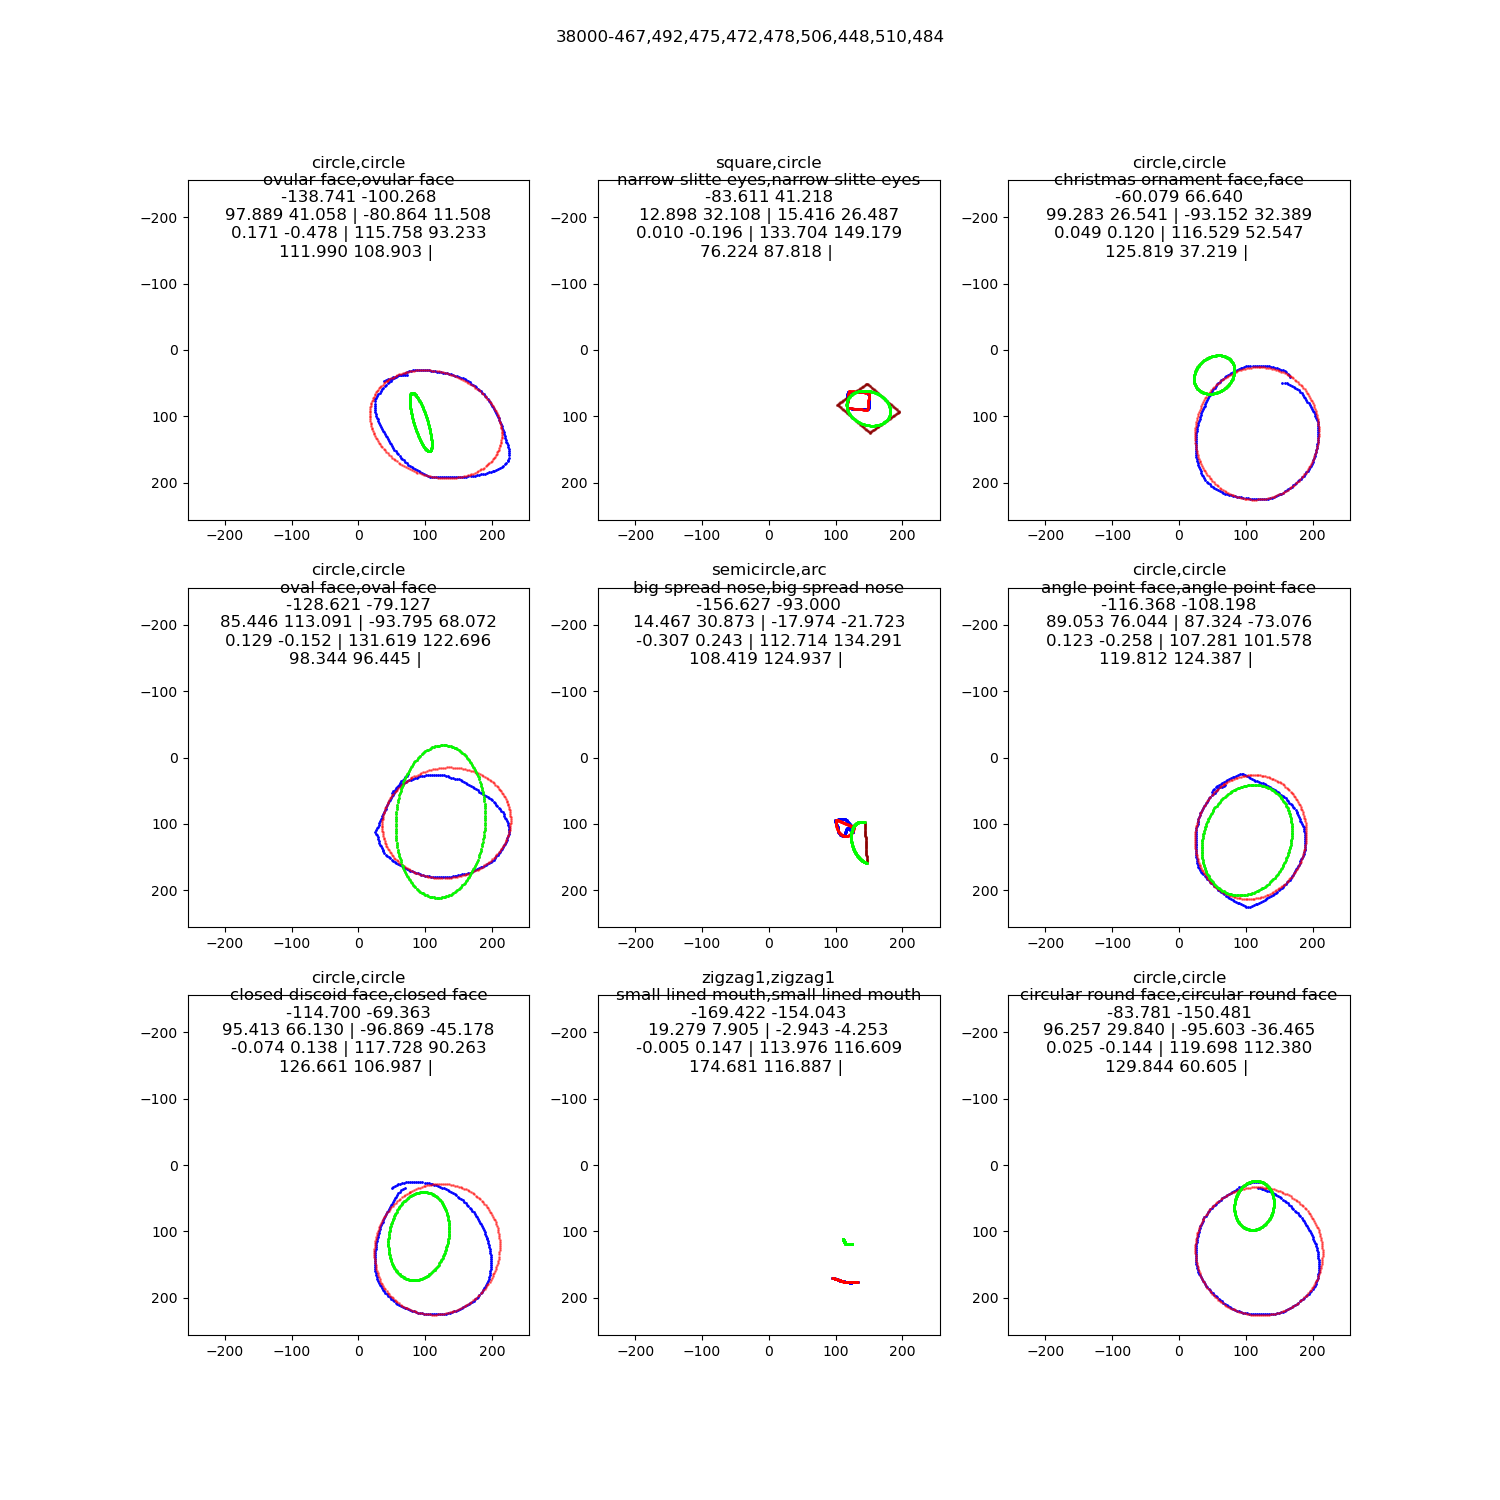 38000-467,492,475,472,478,506,448,510,484
circle,circle
ovular face,ovular face
-138.741 -100.268
97.889 41.058 | -80.864 11.508
0.171 -0.478 | 115.758 93.233
111.990 108.903 |
−200
−100
0
100
200
−200 −100 0 100 200
square,circle
narrow slitte eyes,narrow slitte eyes
-83.611 41.218
12.898 32.108 | 15.416 26.487
0.010 -0.196 | 133.704 149.179
76.224 87.818 |
−200
−100
0
100
200
−200 −100 0 100 200
circle,circle
christmas ornament face,face
-60.079 66.640
99.283 26.541 | -93.152 32.389
0.049 0.120 | 116.529 52.547
125.819 37.219 |
−200
−100
0
100
200
−200 −100 0 100 200
circle,circle
oval face,oval face
-128.621 -79.127
85.446 113.091 | -93.795 68.072
0.129 -0.152 | 131.619 122.696
98.344 96.445 |
−200
−100
0
100
200
−200 −100 0 100 200
semicircle,arc
big spread nose,big spread nose
-156.627 -93.000
14.467 30.873 | -17.974 -21.723
-0.307 0.243 | 112.714 134.291
108.419 124.937 |
−200
−100
0
100
200
−200 −100 0 100 200
circle,circle
angle point face,angle point face
-116.368 -108.198
89.053 76.044 | 87.324 -73.076
0.123 -0.258 | 107.281 101.578
119.812 124.387 |
−200
−100
0
100
200
−200 −100 0 100 200
circle,circle
closed discoid face,closed face
-114.700 -69.363
95.413 66.130 | -96.869 -45.178
-0.074 0.138 | 117.728 90.263
126.661 106.987 |
−200
−100
0
100
200
−200 −100 0 100 200
zigzag1,zigzag1
small lined mouth,small lined mouth
-169.422 -154.043
19.279 7.905 | -2.943 -4.253
-0.005 0.147 | 113.976 116.609
174.681 116.887 |
−200
−100
0
100
200
−200 −100 0 100 200
circle,circle
circular round face,circular round face
-83.781 -150.481
96.257 29.840 | -95.603 -36.465
0.025 -0.144 | 119.698 112.380
129.844 60.605 |
−200
−100
0
100
200
−200 −100 0 100 200